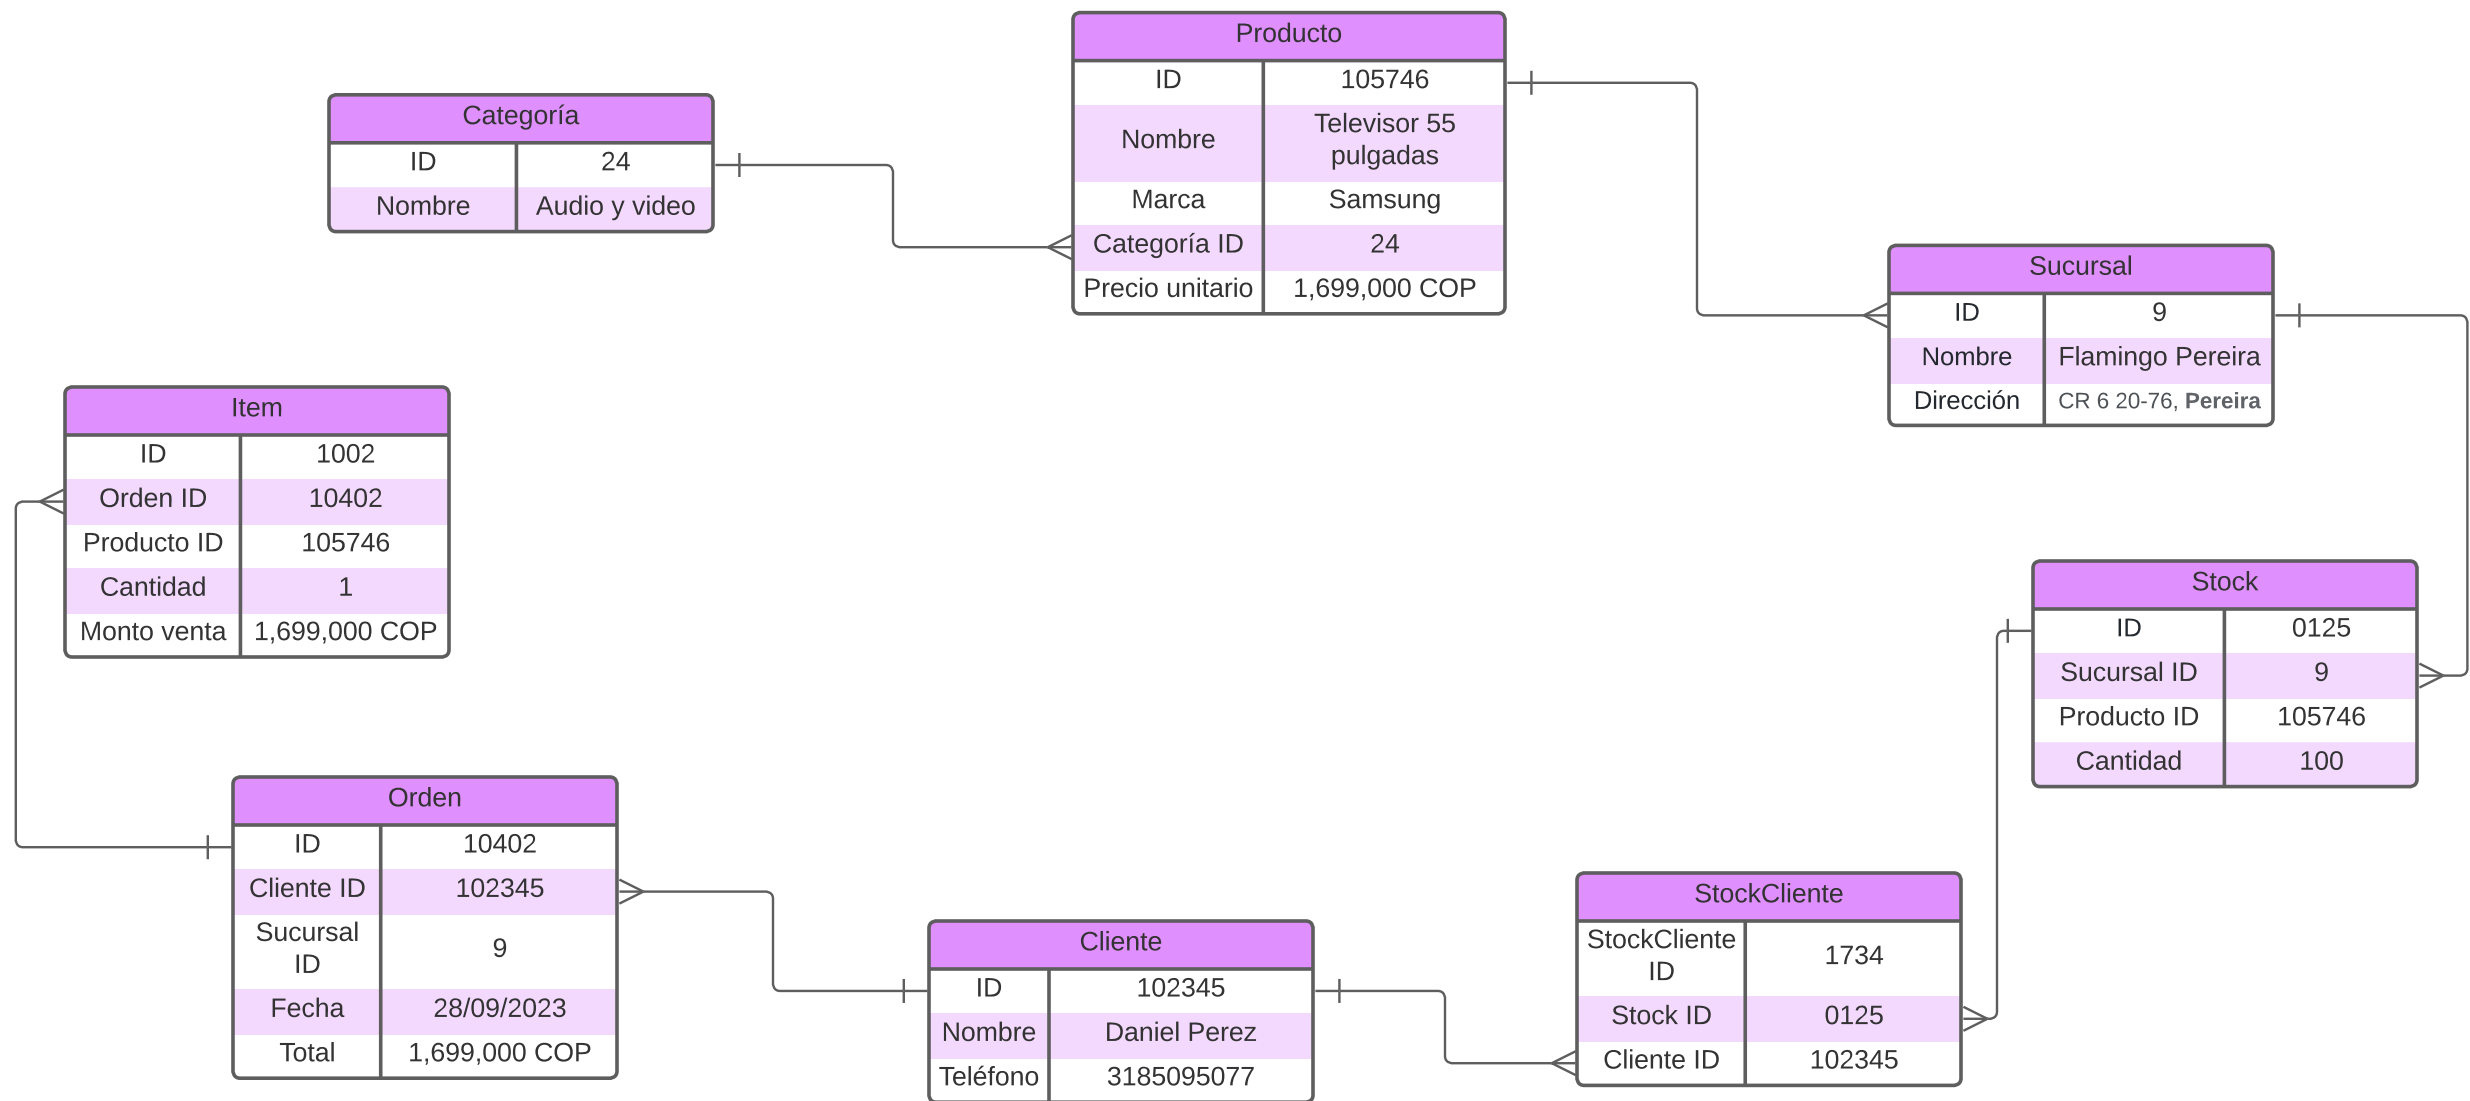 Producto
ID 105746
Nombre Televisor 55
pulgadas
Marca Samsung
Categoría ID 24
Precio unitario 1,699,000 COP
Categoría
ID 24
Nombre Audio y video
Sucursal
ID 9
Nombre Flamingo Pereira
Dirección CR 6 20-76, Pereira
Item
ID 1002
Orden ID 10402
Producto ID 105746
Cantidad 1
Monto venta 1,699,000 COP
Stock
ID 0125
Sucursal ID 9
Producto ID 105746
Cantidad 100
Orden
ID 10402
Cliente ID 102345
Sucursal
ID 9
Fecha 28/09/2023
Total 1,699,000 COP
Cliente
ID 102345
Nombre Daniel Perez
Teléfono 3185095077
StockCliente
StockCliente
ID 1734
Stock ID 0125
Cliente ID 102345